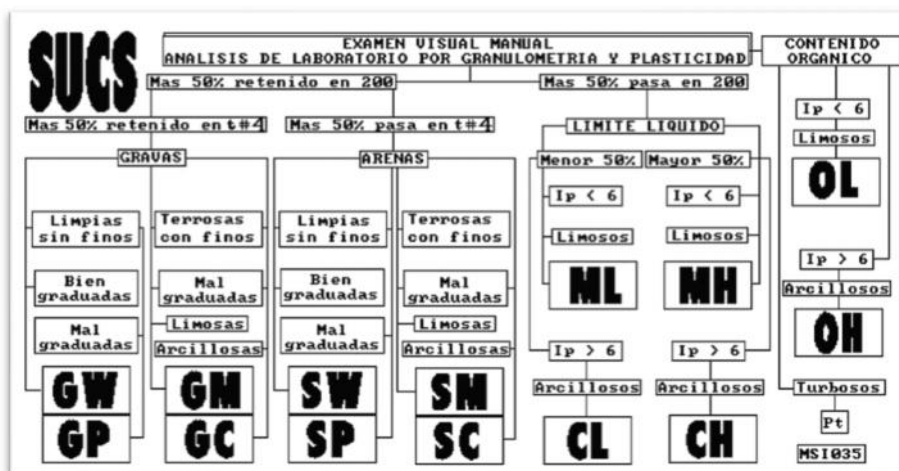 SUCS
EXAMEN VISUAL MANUAL
ANALISIS DE LABORATORIO POR GRANULOMETRIA Y PLASTICIDAD
CONTENIDO
ORGANICO
Mas 50% retenido en 200
Mas 50% pasa en 200
Mas 50% retenido en t#4
Mas 50% pasa en t#4
GRAVAS
ARENAS
LIMITE LIQUIDO
Menor 50%
Mayor 50%
Limpias
sin finos
Terrosas
con finos
Limpias
sin finos
Terrosas
con finos
Bien
graduadas
Mal
graduadas
Bien
graduadas
Mal
graduadas
Mal
graduadas
Limosas
Arcillosas
Mal
graduadas
Limosas
Arcillosas
GW
GP
GM
GC
SW
SP
SM
SC
Ip < 6
Limosos
ML
Ip > 6
Arcillosos
CL
Ip < 6
Limosos
MH
Ip > 6
Arcillosos
CH
Ip < 6
Limosos
OL
Ip > 6
Arcillosos
OH
Turbosos
Pt
MSI035